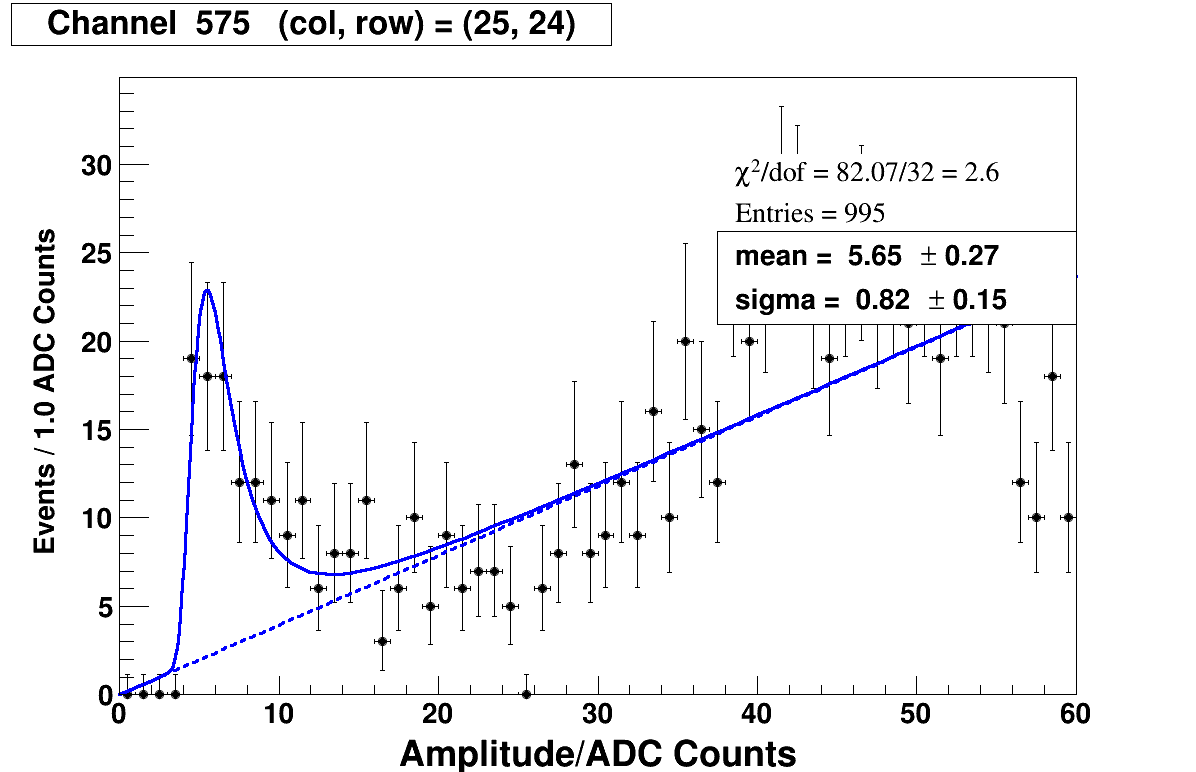 Channel 575 (col, row) = (25, 24)
χ²/dof = 82.07/32 = 2.6
Entries = 995
mean = 5.65 ± 0.27
sigma = 0.82 ± 0.15
Events / 1.0 ADC Counts
30
25
20
15
10
5
0
0 10 20 30 40 50 60
Amplitude/ADC Counts